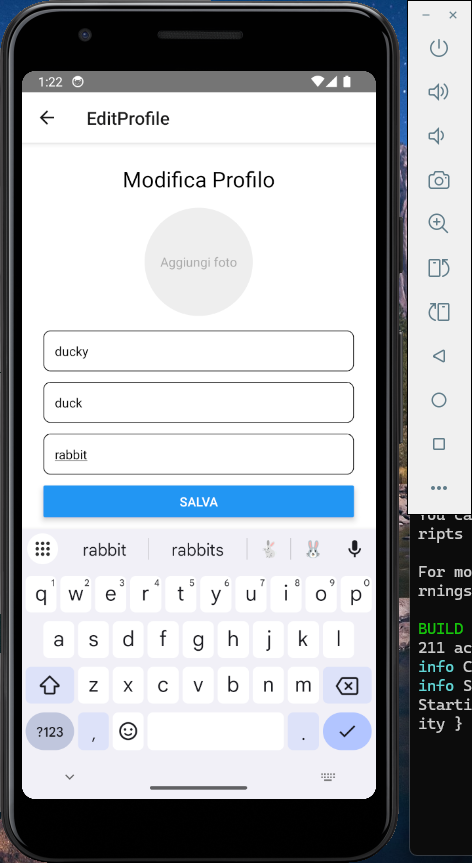 1:22
EditProfile
Modifica Profilo
Aggiungi foto
ducky
duck
rabbit
SALVA
rabbit rabbits
q1 w2 e3 r4 t5 y6 u7 i8 o9 p0
a s d f g h j k l
z x c v b n m
?123 , .
You ca
ripts
For mo
rnings
BUILD
211 ac
info C
info S
Starti
ity }